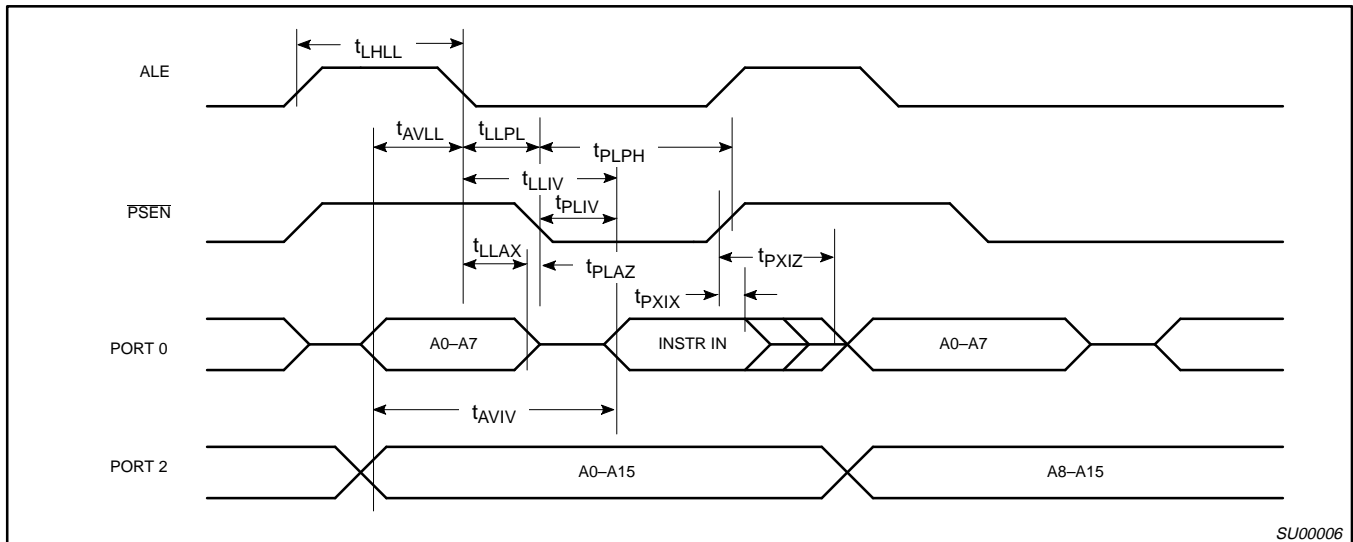 tLHLL
ALE
tAVLL tLLPL
tPLPH
tLLIV
PSEN
tPLIV
tLLAX
tPLAZ
tPXIZ
tPXIX
PORT 0 A0–A7 INSTR IN A0–A7
tAVIV
PORT 2 A0–A15 A8–A15
SU00006